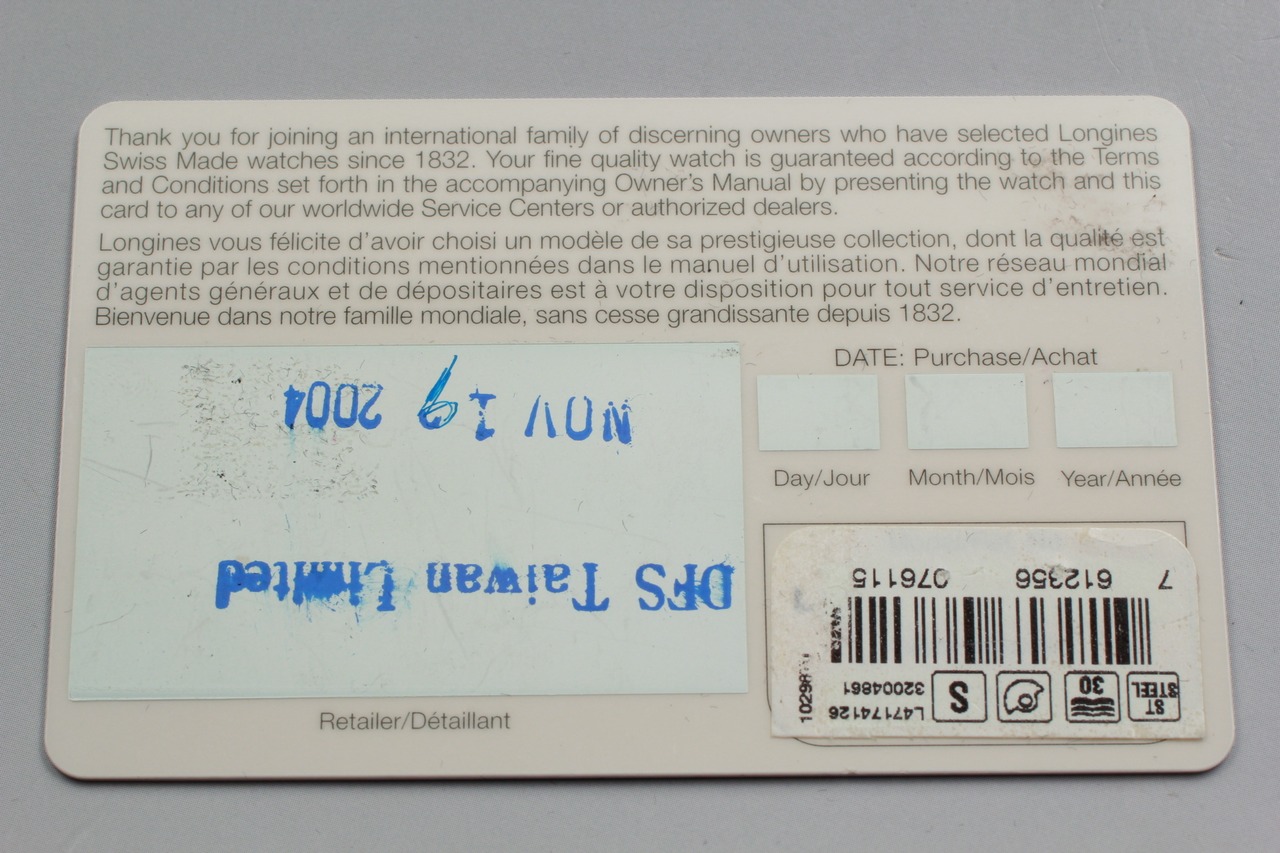 Thank you for joining an international family of discerning owners who have selected Longines
Swiss Made watches since 1832. Your fine quality watch is guaranteed according to the Terms
and Conditions set forth in the accompanying Owner's Manual by presenting the watch and this
card to any of our worldwide Service Centers or authorized dealers.
Longines vous félicite d'avoir choisi un modèle de sa prestigieuse collection, dont la qualité est
garantie par les conditions mentionnées dans le manuel d'utilisation. Notre réseau mondial
d'agents généraux et de dépositaires est à votre disposition pour tout service d'entretien.
Bienvenue dans notre famille mondiale, sans cesse grandissante depuis 1832.
DFS Taiwan Limited
NOV 2004
Retailer/Détaillant
DATE: Purchase/Achat
Day/Jour Month/Mois Year/Année
ST STEEL
30
S
L47174126
32004861
7 612356 076115